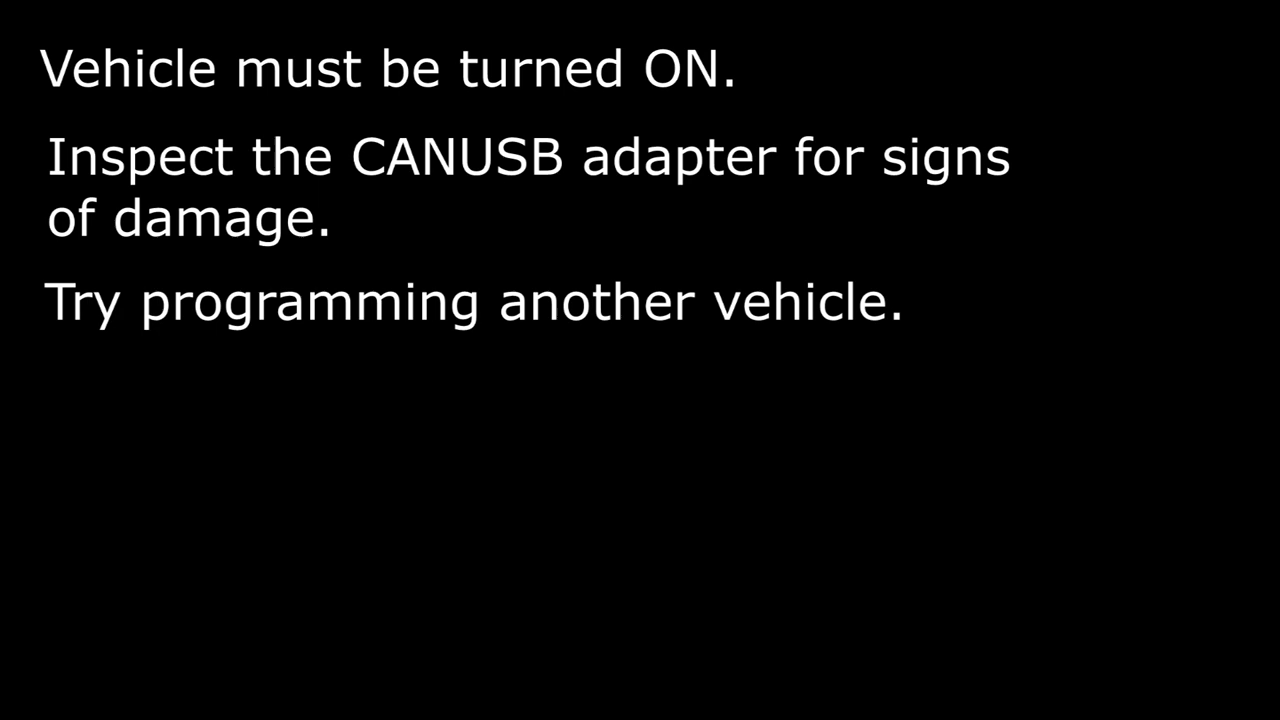 Vehicle must be turned ON.
Inspect the CANUSB adapter for signs
of damage.
Try programming another vehicle.